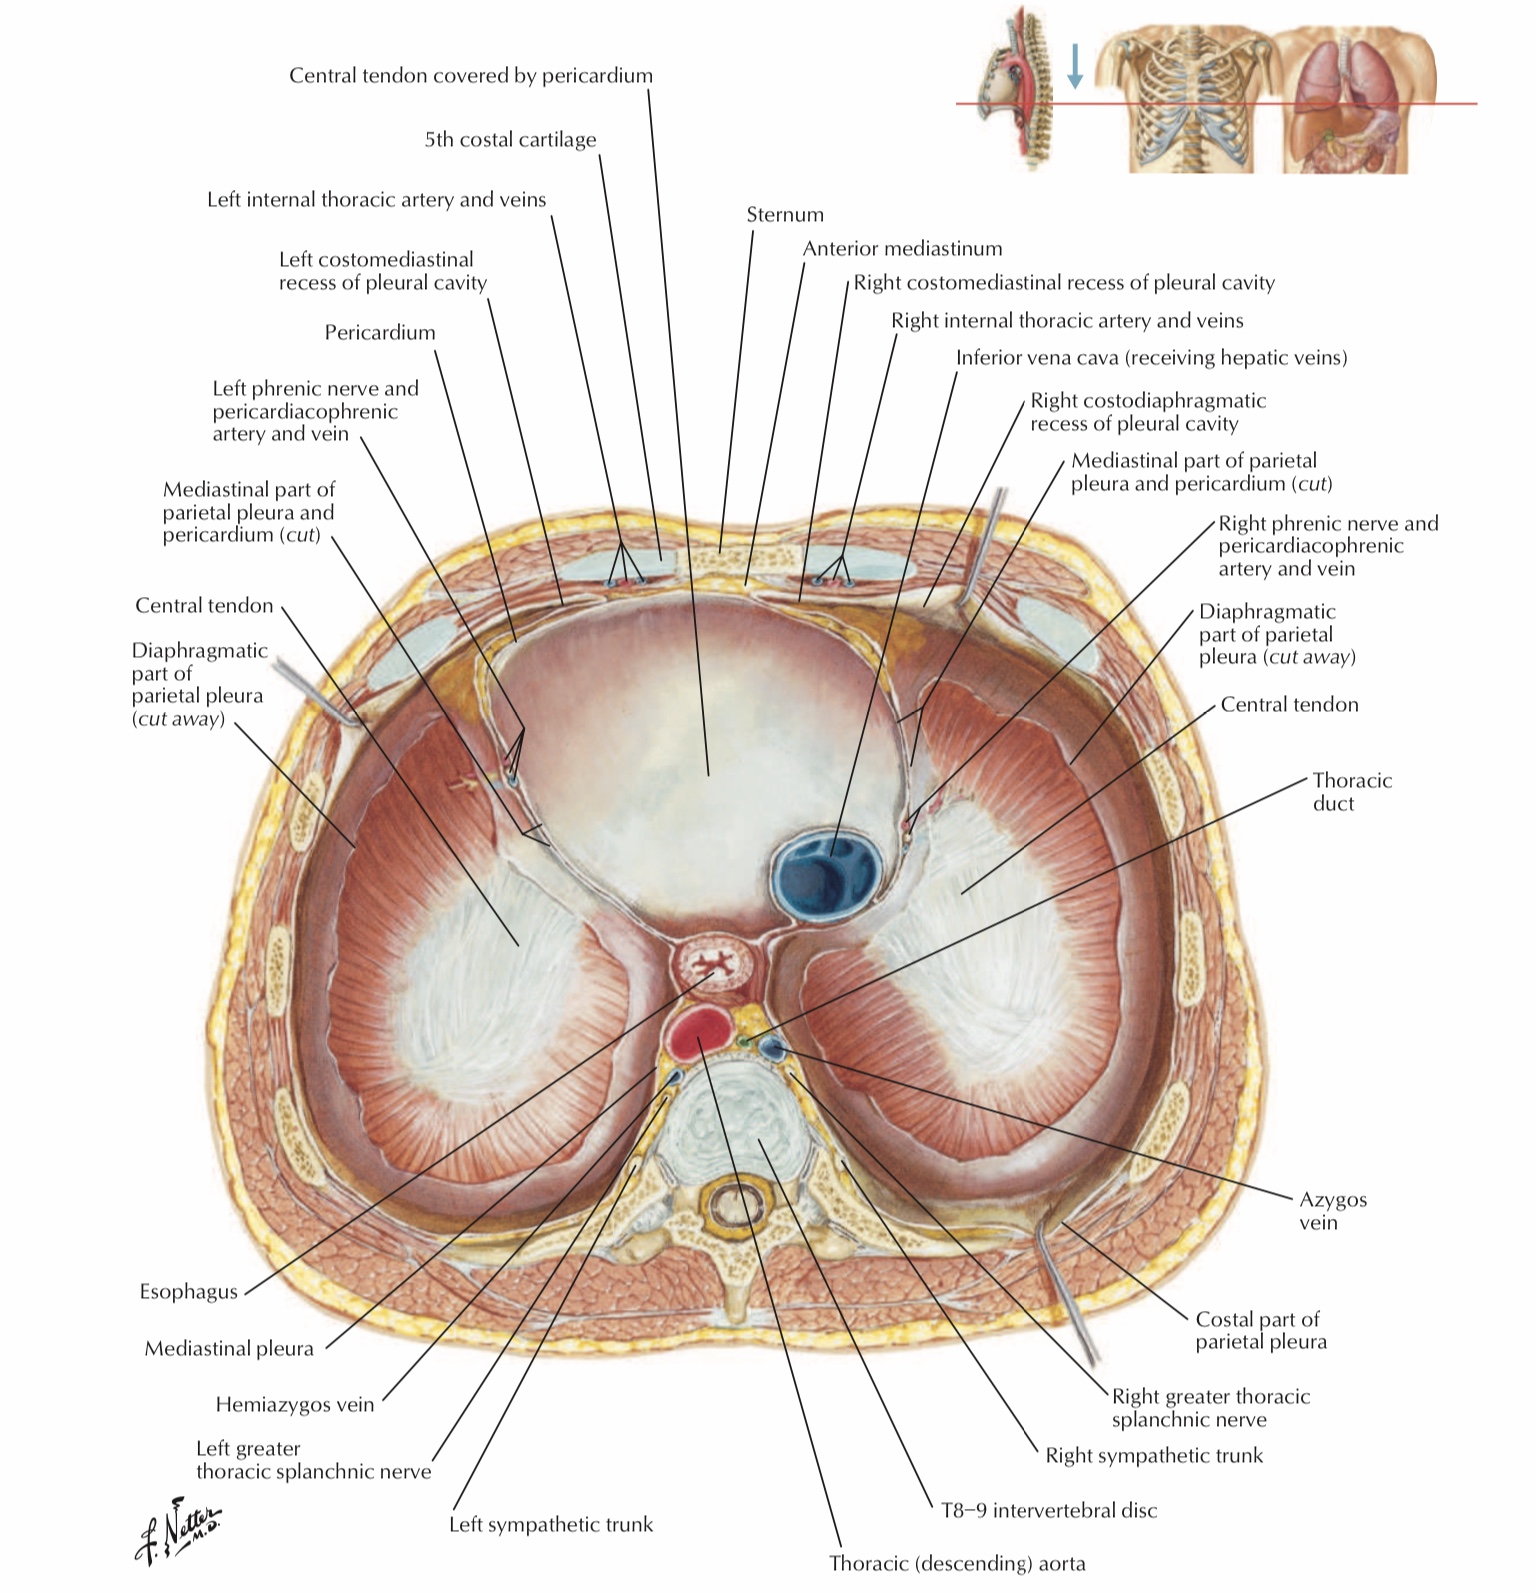 Central tendon covered by pericardium
5th costal cartilage
Left internal thoracic artery and veins
Left costomediastinal
recess of pleural cavity
Pericardium
Left phrenic nerve and
pericardiacophrenic
artery and vein
Mediastinal part of
parietal pleura and
pericardium (cut)
Central tendon
Diaphragmatic
part of
parietal pleura
(cut away)
Sternum
Anterior mediastinum
Right costomediastinal recess of pleural cavity
Right internal thoracic artery and veins
Inferior vena cava (receiving hepatic veins)
Right costodiaphragmatic
recess of pleural cavity
Mediastinal part of parietal
pleura and pericardium (cut)
Right phrenic nerve and
pericardiacophrenic
artery and vein
Diaphragmatic
part of parietal
pleura (cut away)
Central tendon
Thoracic
duct
Azygos
vein
Costal part of
parietal pleura
Right greater thoracic
splanchnic nerve
Right sympathetic trunk
T8–9 intervertebral disc
Thoracic (descending) aorta
Esophagus
Mediastinal pleura
Hemiazygos vein
Left greater
thoracic splanchnic nerve
Left sympathetic trunk
F. Netter
M.D.